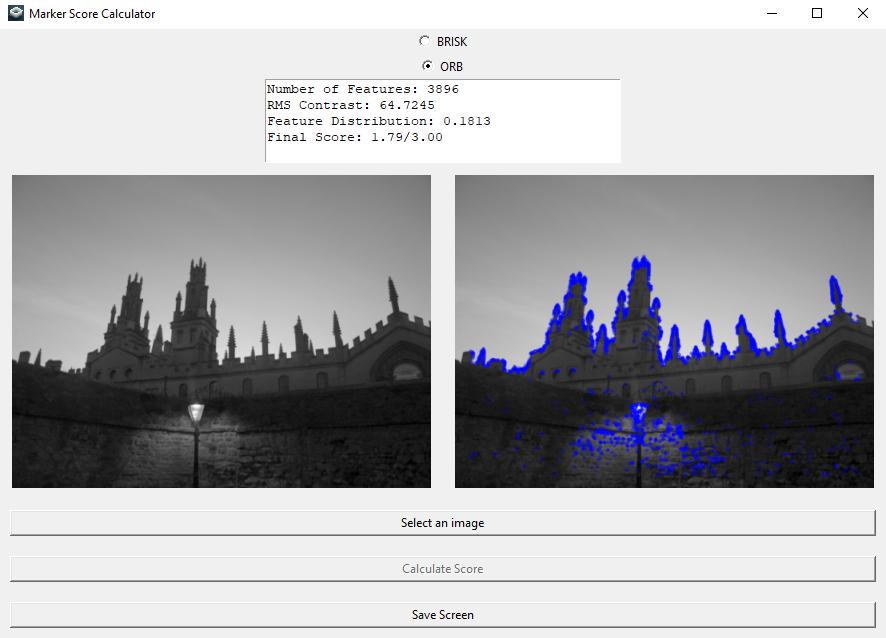 Marker Score Calculator
BRISK
ORB
Number of Features: 3896
RMS Contrast: 64.7245
Feature Distribution: 0.1813
Final Score: 1.79/3.00
Select an image
Calculate Score
Save Screen